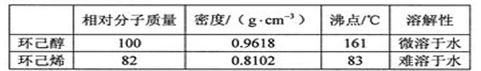 相对分子质量 密度/(g·cm⁻³) 沸点/℃ 溶解性
环己醇 100 0.9618 161 微溶于水
环己烯 82 0.8102 83 难溶于水